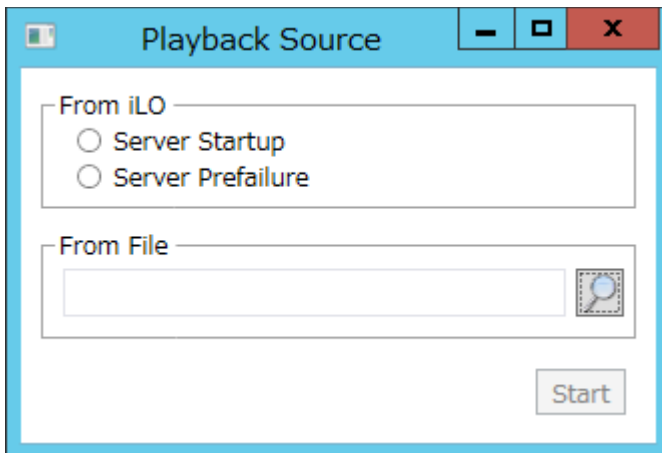 Playback Source
From iLO
Server Startup
Server Prefailure
From File
Start